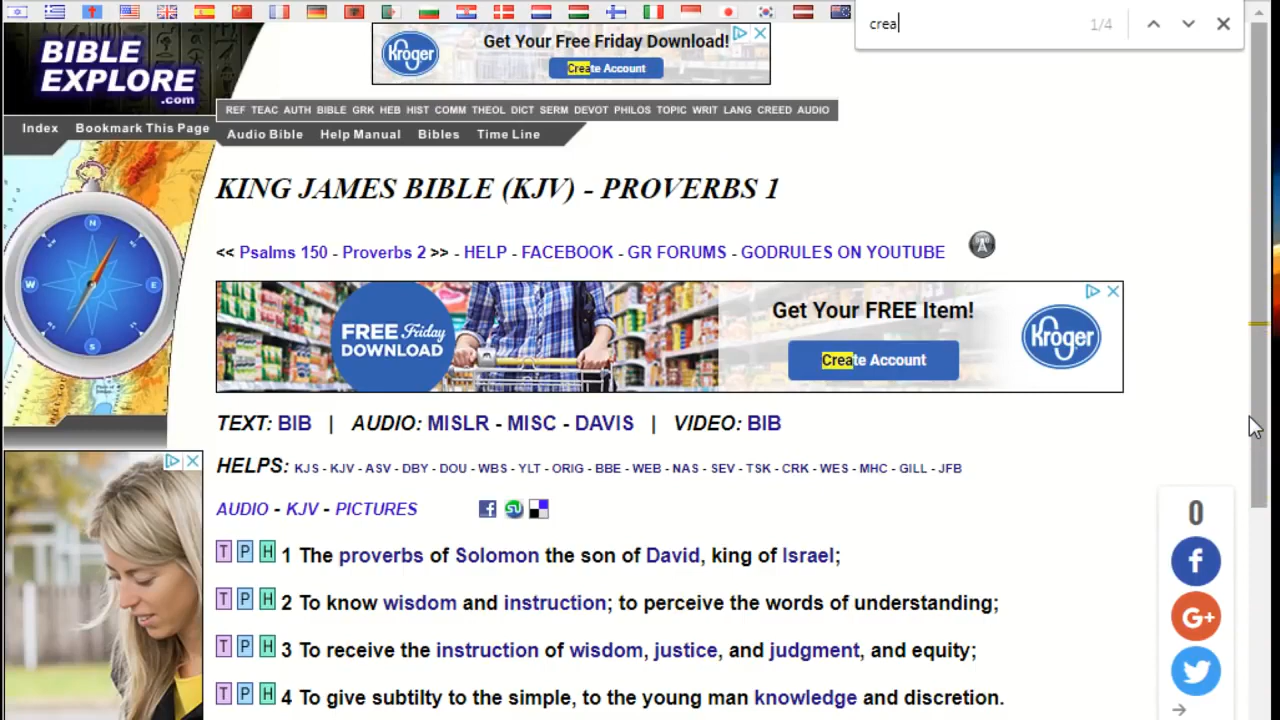 crea
1/4
BIBLE
EXPLORE
.com
Kroger
Get Your Free Friday Download!
Create Account
REF TEAC AUTH BIBLE GRK HEB HIST COMM THEOL DICT SERM DEVOT PHILOS TOPIC WRIT LANG CREED AUDIO
Index Bookmark This Page
Audio Bible Help Manual Bibles Time Line
N
W
E
S
KING JAMES BIBLE (KJV) - PROVERBS 1
<< Psalms 150 - Proverbs 2 >> - HELP - FACEBOOK - GR FORUMS - GODRULES ON YOUTUBE
FREE Friday
DOWNLOAD
Get Your FREE Item!
Create Account
Kroger
TEXT: BIB | AUDIO: MISLR - MISC - DAVIS | VIDEO: BIB
HELPS: KJS - KJV - ASV - DBY - DOU - WBS - YLT - ORIG - BBE - WEB - NAS - SEV - TSK - CRK - WES - MHC - GILL - JFB
AUDIO - KJV - PICTURES
T P H 1 The proverbs of Solomon the son of David, king of Israel;
T P H 2 To know wisdom and instruction; to perceive the words of understanding;
T P H 3 To receive the instruction of wisdom, justice, and judgment, and equity;
T P H 4 To give subtilty to the simple, to the young man knowledge and discretion.
0
f
G+